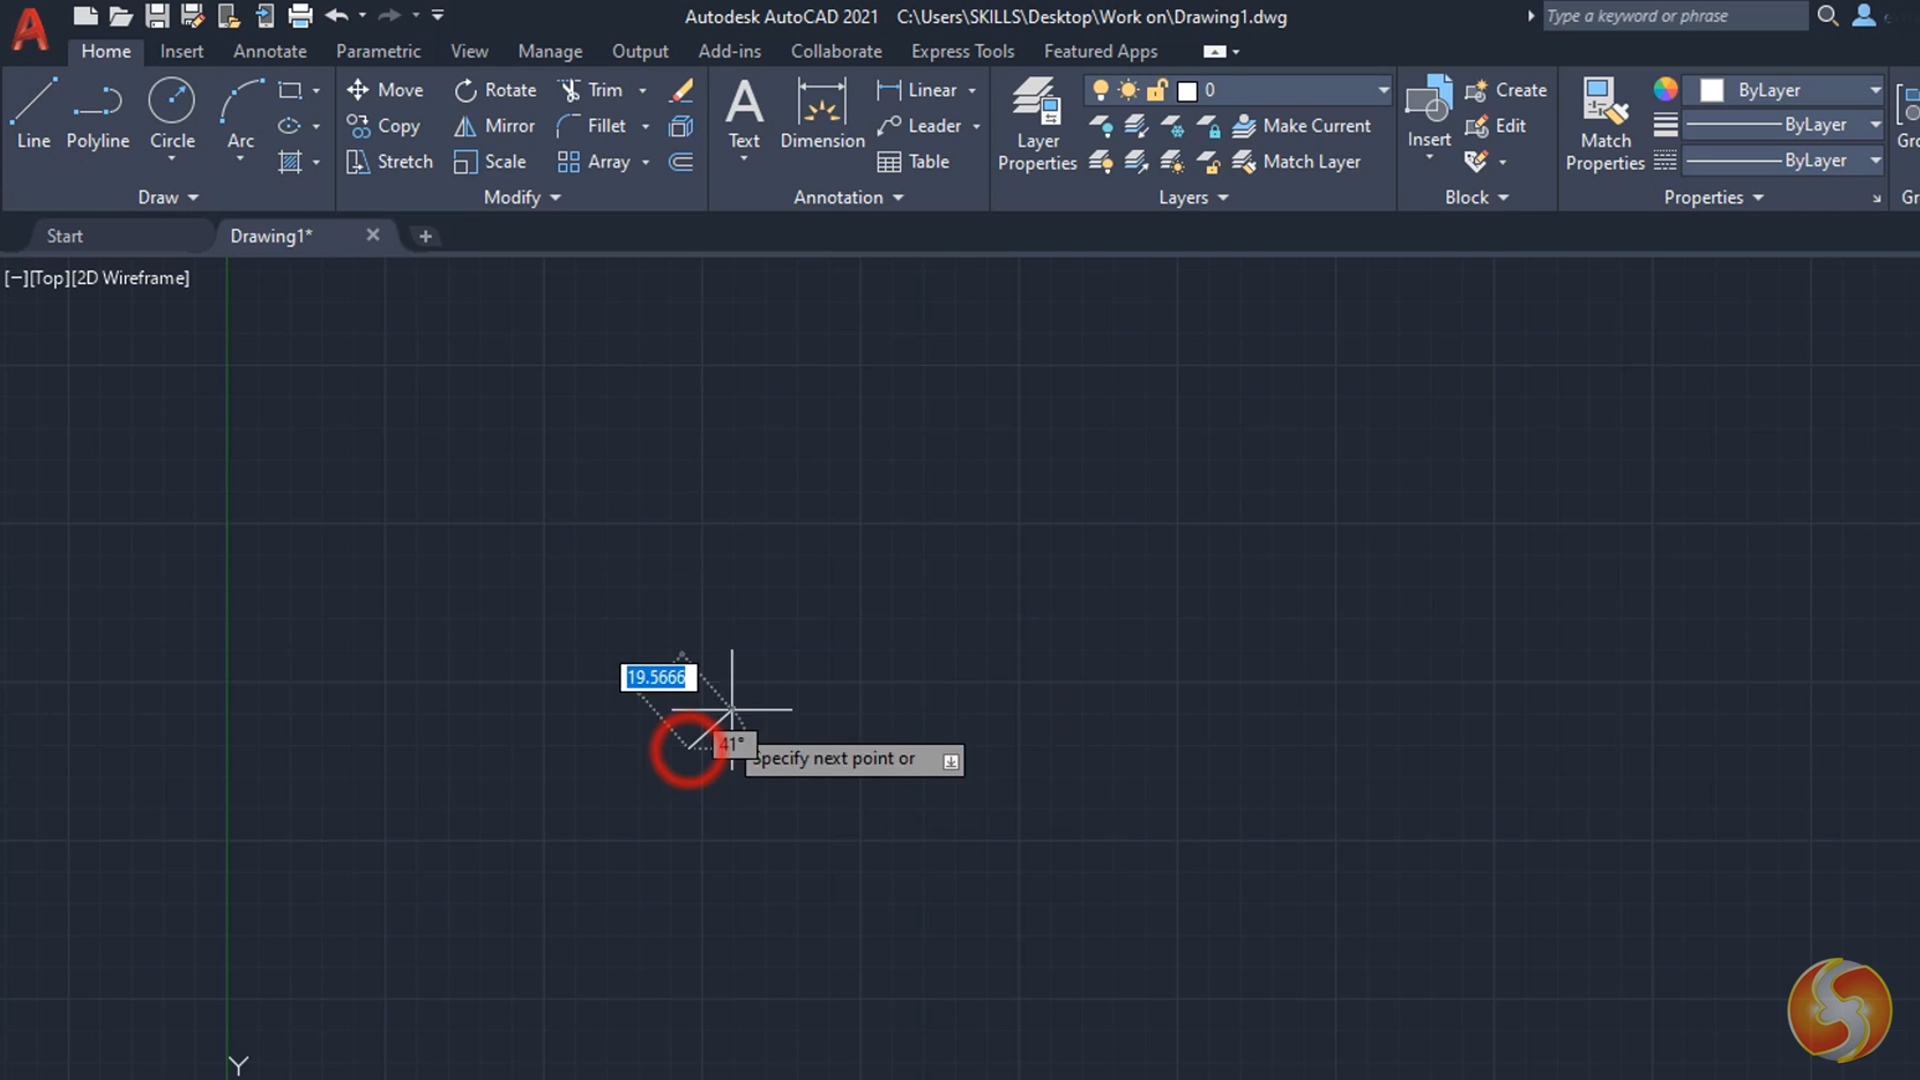 Autodesk AutoCAD 2021 C:\Users\SKILLS\Desktop\Work on\Drawing1.dwg
Type a keyword or phrase
Home Insert Annotate Parametric View Manage Output Add-ins Collaborate Express Tools Featured Apps
Line
Polyline
Circle
Arc
Draw
Move
Rotate
Trim
Copy
Mirror
Fillet
Stretch
Scale
Array
Modify
Text
Dimension
Linear
Leader
Table
Annotation
Layer
Properties
0
Make Current
Match Layer
Layers
Insert
Create
Edit
Block
Match
Properties
ByLayer
ByLayer
ByLayer
Properties
Start
Drawing1*
[−][Top][2D Wireframe]
19.5666
41°
Specify next point or
Y